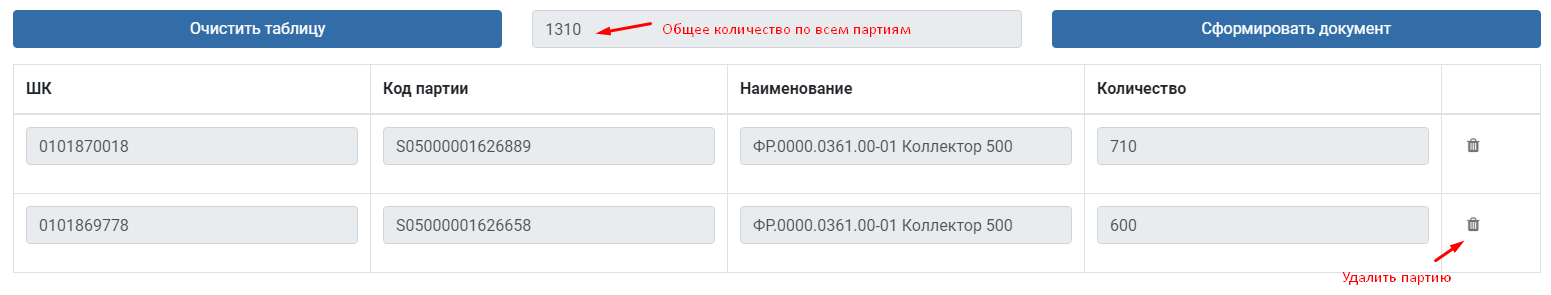 Очистить таблицу
1310
Общее количество по всем партиям
Сформировать документ
ШК Код партии Наименование Количество
0101870018 S05000001626889 ФР.0000.0361.00-01 Коллектор 500 710
0101869778 S05000001626658 ФР.0000.0361.00-01 Коллектор 500 600
Удалить партию